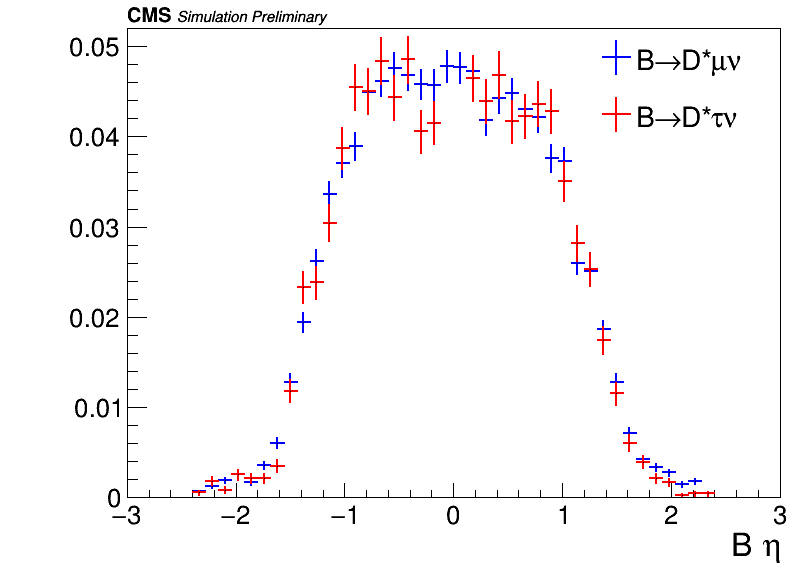 CMS Simulation Preliminary
0.05
B→D*μν
B→D*τν
0.04
0.03
0.02
0.01
0
−3 −2 −1 0 1 2 3
B η